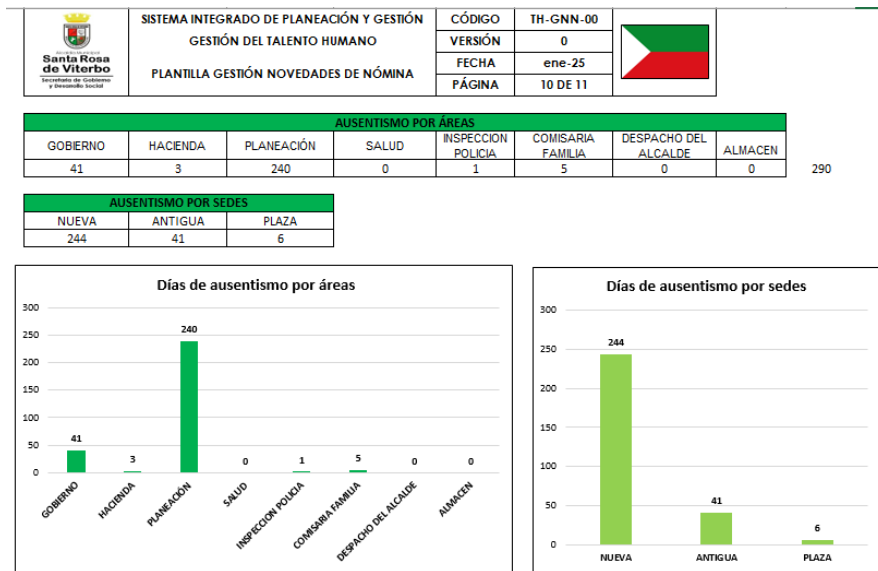 SISTEMA INTEGRADO DE PLANEACIÓN Y GESTIÓN
GESTIÓN DEL TALENTO HUMANO
PLANTILLA GESTIÓN NOVEDADES DE NÓMINA
CÓDIGO TH-GNN-00
VERSIÓN 0
FECHA ene-25
PÁGINA 10 DE 11
Santa Rosa
de Viterbo
Secretaría de Gobierno
y Desarrollo Social
AUSENTISMO POR ÁREAS
GOBIERNO HACIENDA PLANEACIÓN SALUD INSPECCION POLICIA COMISARIA FAMILIA DESPACHO DEL ALCALDE ALMACEN
41 3 240 0 1 5 0 0 290
AUSENTISMO POR SEDES
NUEVA ANTIGUA PLAZA
244 41 6
Días de ausentismo por áreas
300
250
200
150
100
50
0
41 3 240 0 1 5 0 0
GOBIERNO HACIENDA PLANEACIÓN SALUD INSPECCION POLICIA COMISARIA FAMILIA DESPACHO DEL ALCALDE ALMACEN
Días de ausentismo por sedes
300
250
200
150
100
50
0
244 41 6
NUEVA ANTIGUA PLAZA